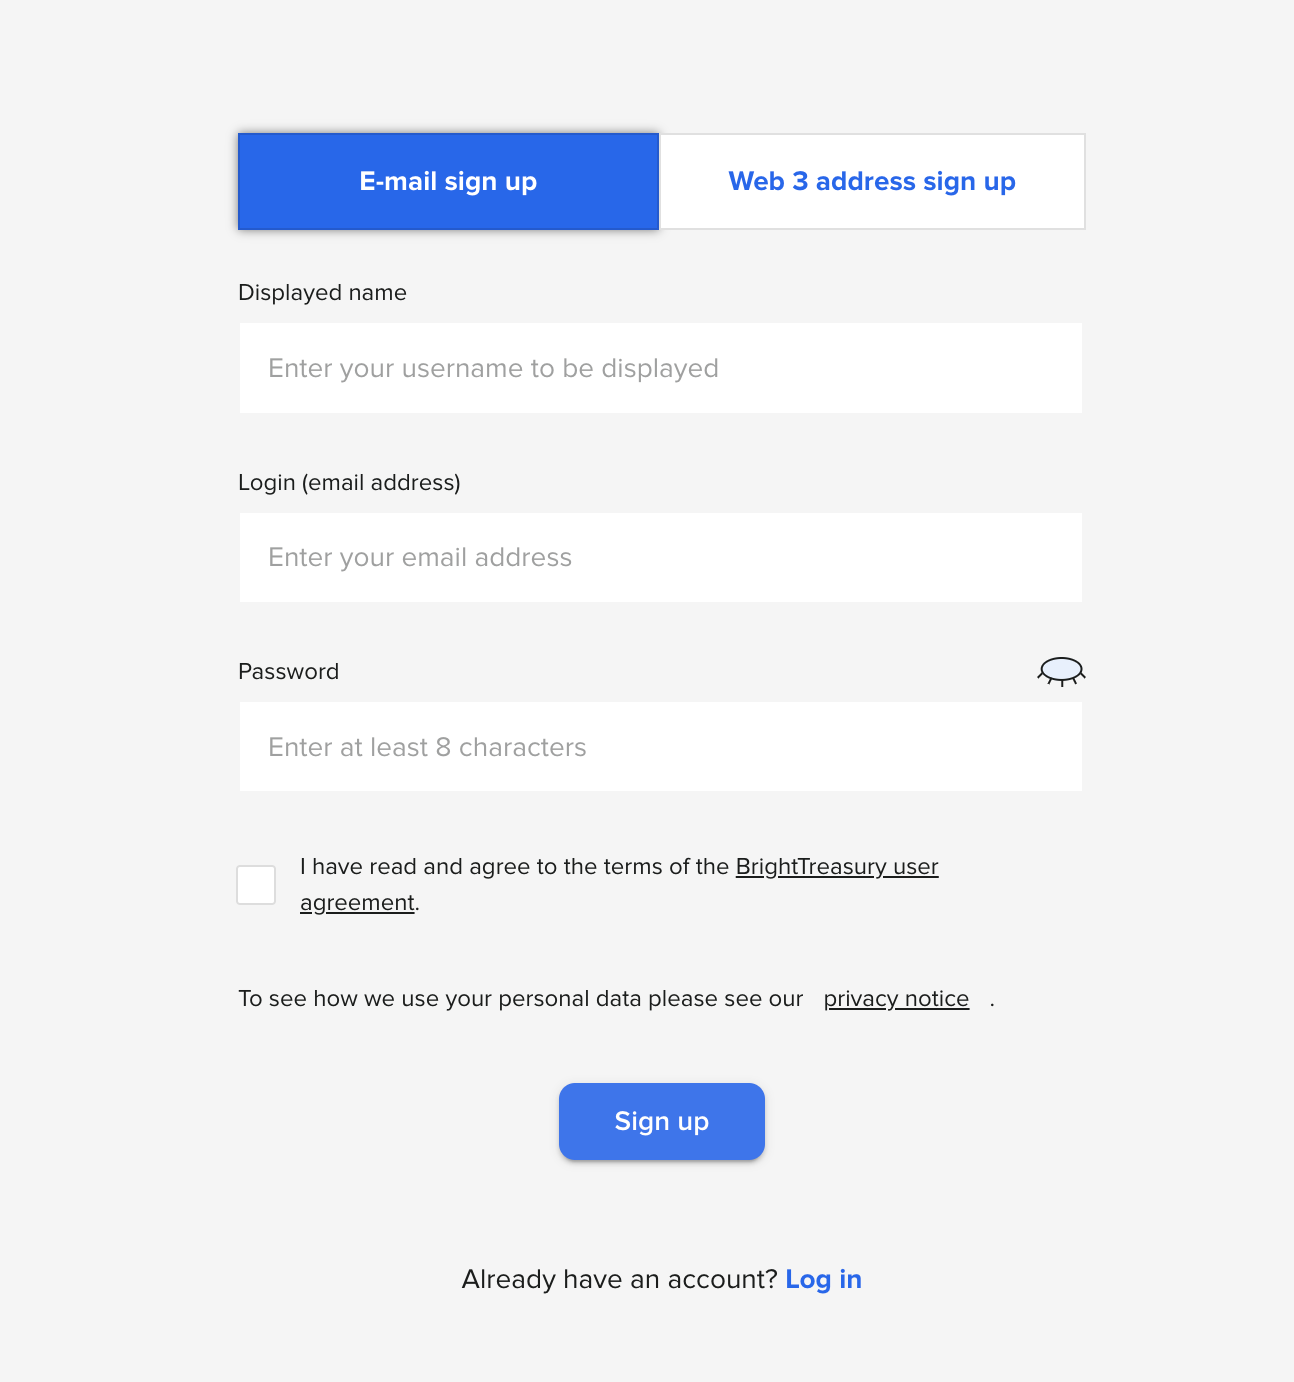 E-mail sign up
Web 3 address sign up
Displayed name
Enter your username to be displayed
Login (email address)
Enter your email address
Password
Enter at least 8 characters
I have read and agree to the terms of the BrightTreasury user
agreement.
To see how we use your personal data please see our privacy notice .
Sign up
Already have an account? Log in